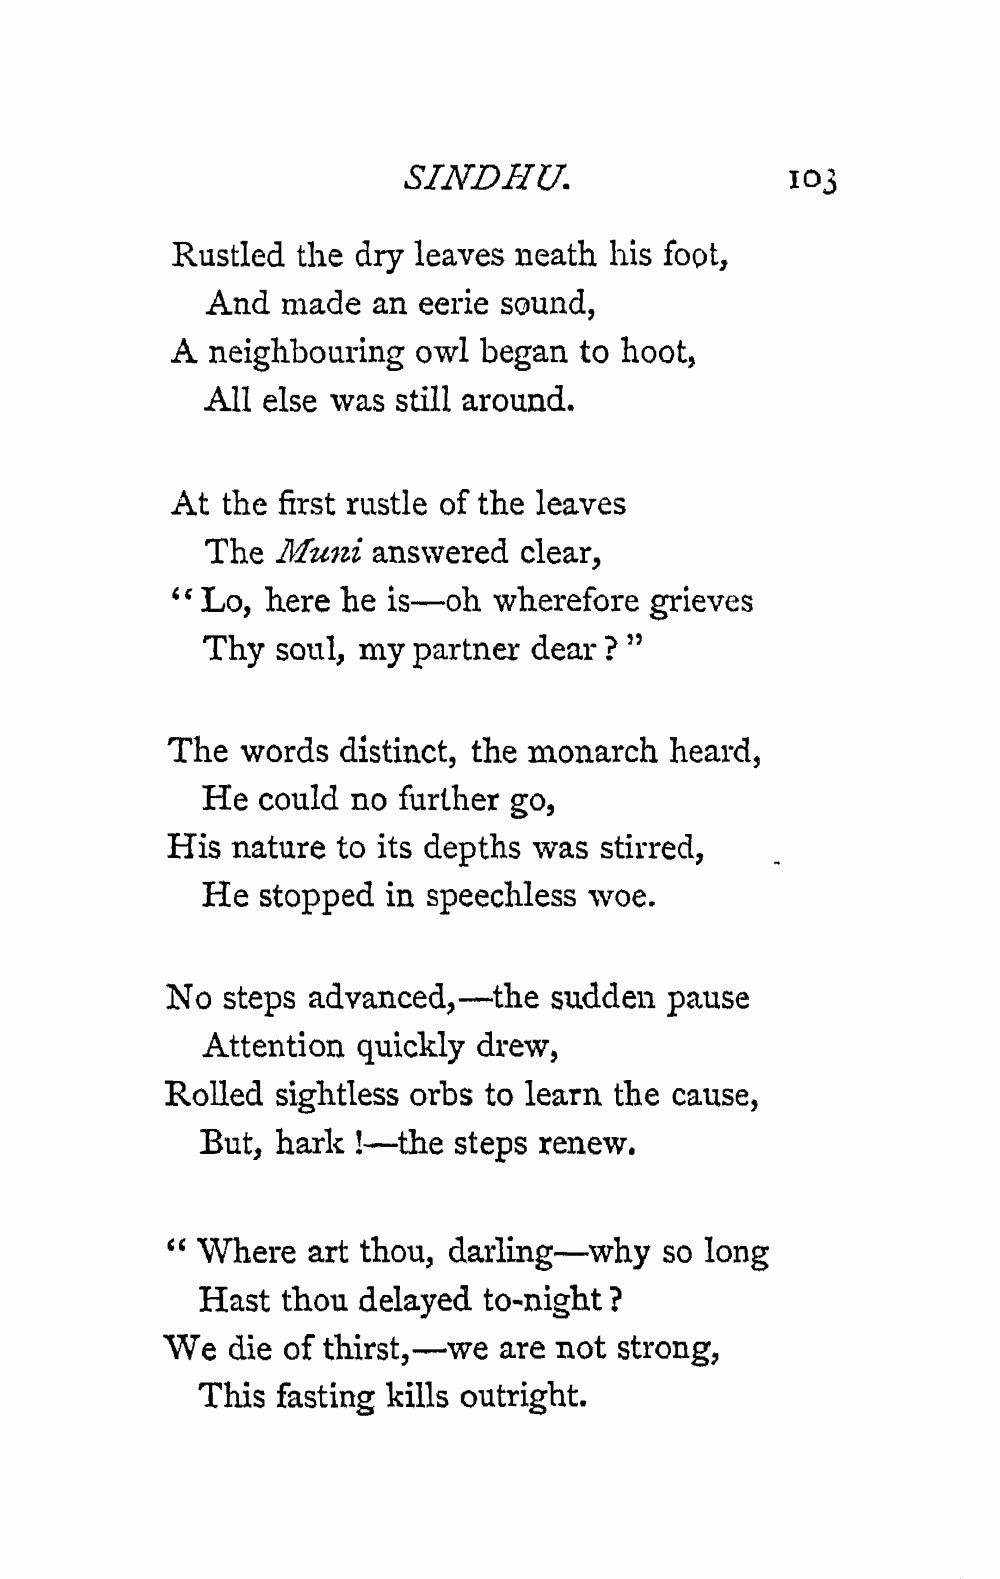 SINDHU. 103
Rustled the dry leaves neath his foot,
And made an eerie sound,
A neighbouring owl began to hoot,
All else was still around.
At the first rustle of the leaves
The Muni answered clear,
“Lo, here he is—oh wherefore grieves
Thy soul, my partner dear?”
The words distinct, the monarch heard,
He could no further go,
His nature to its depths was stirred,
He stopped in speechless woe.
No steps advanced,—the sudden pause
Attention quickly drew,
Rolled sightless orbs to learn the cause,
But, hark!—the steps renew.
“Where art thou, darling—why so long
Hast thou delayed to-night?
We die of thirst,—we are not strong,
This fasting kills outright.